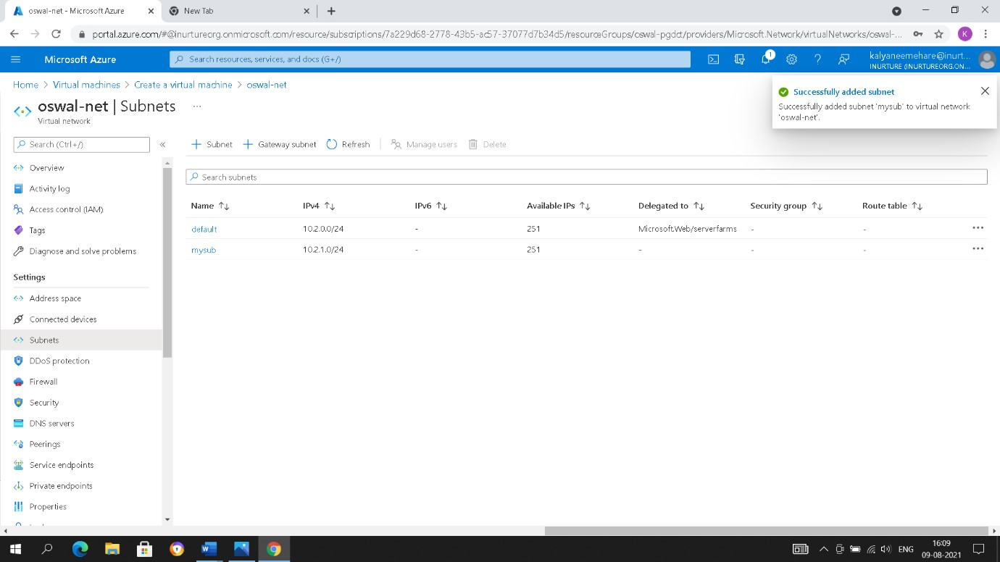 oswal-net - Microsoft Azure
New Tab
portal.azure.com/#@inurtureorg.onmicrosoft.com/resource/subscriptions/7a229d68-2778-43b5-ac57-37077d7b34d5/resourceGroups/oswal-pgdct/providers/Microsoft.Network/virtualNetworks/oswal-...
K
Microsoft Azure
Search resources, services, and docs (G+/)
1
kalyaneemehare@inurt...
INURTURE (INURTUREORG.ON...
Home > Virtual machines > Create a virtual machine > oswal-net
oswal-net | Subnets ...
Virtual network
Successfully added subnet
Successfully added subnet 'mysub' to virtual network
'oswal-net'.
Search (Ctrl+/)
«
Subnet
Gateway subnet
Refresh
Manage users
Delete
Overview
Activity log
Access control (IAM)
Tags
Diagnose and solve problems
Settings
Address space
Connected devices
Subnets
DDoS protection
Firewall
Security
DNS servers
Peerings
Service endpoints
Private endpoints
Properties
Search subnets
Name IPv4 IPv6 Available IPs Delegated to Security group Route table
default 10.2.0.0/24 - 251 Microsoft.Web/serverfarms - - ...
mysub 10.2.1.0/24 - 251 - - - ...
ENG
16:09
09-08-2021